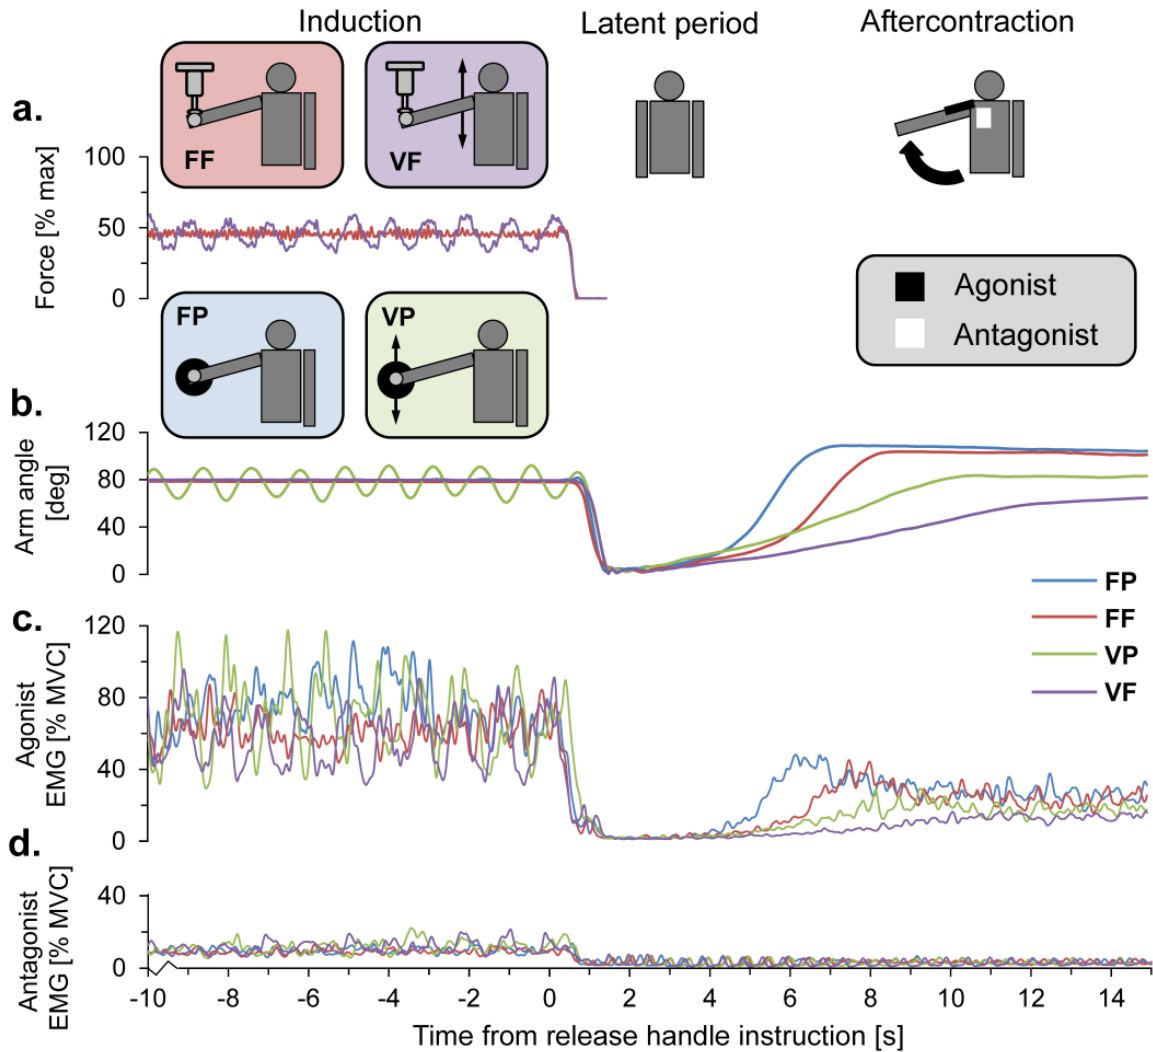 Induction
Latent period
Aftercontraction
a.
FF
VF
Force [% max]
100
50
0
Agonist
Antagonist
FP
VP
b.
Arm angle
[deg]
120
80
40
0
FP
FF
VP
VF
c.
Agonist
EMG [% MVC]
120
80
40
0
d.
Antagonist
EMG [% MVC]
40
0
-10 -8 -6 -4 -2 0 2 4 6 8 10 12 14
Time from release handle instruction [s]